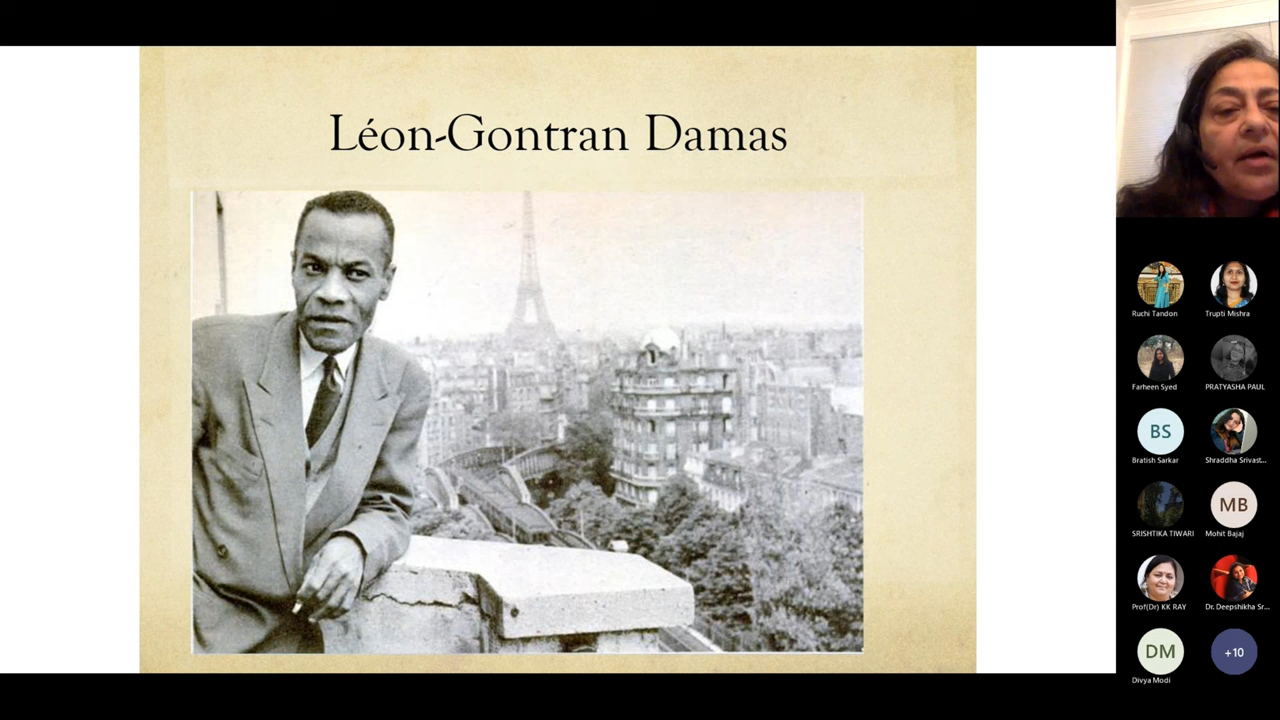 Léon-Gontran Damas
Ruchi Tandon
Trupti Mishra
Farheen Syed
PRATYASHA PAUL
BS
Bratish Sarkar
Shraddha Srivast...
SRISHTIKA TIWARI
MB
Mohit Bajaj
Prof(Dr) KK RAY
Dr. Deepshikha Sr...
DM
Divya Modi
+10